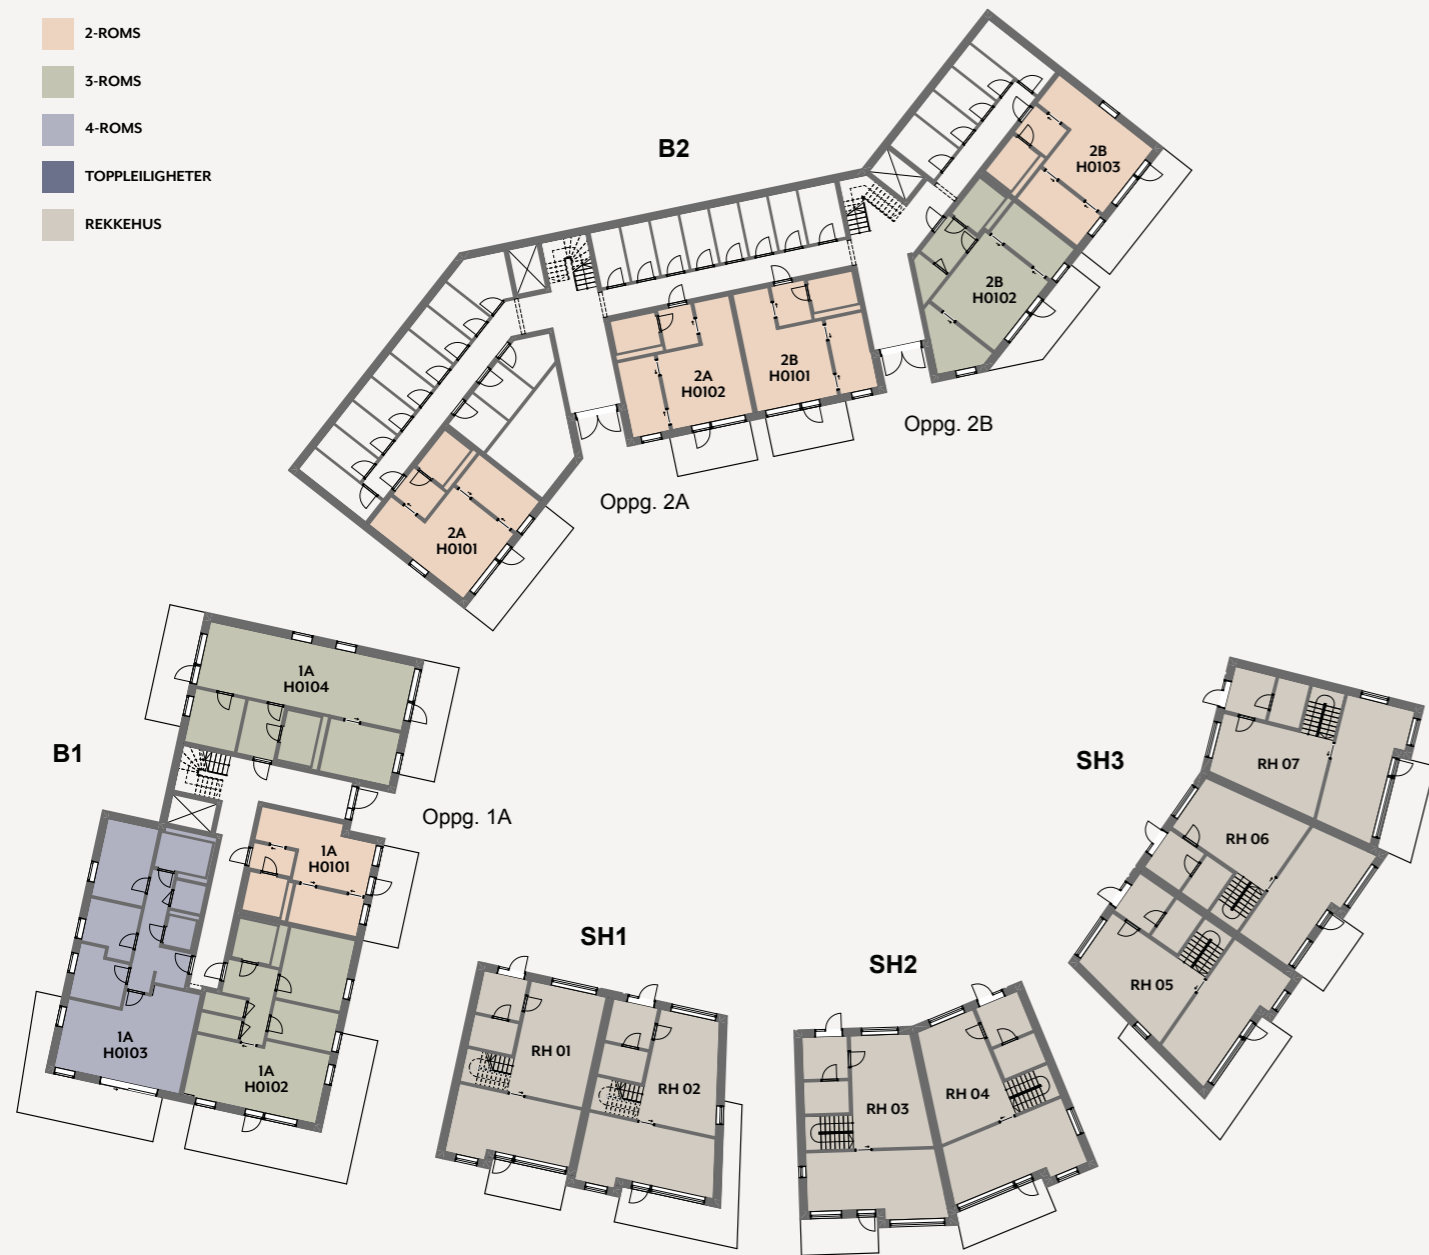 2-ROMS
3-ROMS
4-ROMS
TOPPLEILIGHETER
REKKEHUS
B2
2B
H0103
2B
H0102
2A
H0102
2B
H0101
Oppg. 2B
Oppg. 2A
2A
H0101
B1
1A
H0104
Oppg. 1A
1A
H0101
1A
H0103
1A
H0102
SH1
RH 01
RH 02
SH2
RH 03
RH 04
SH3
RH 07
RH 06
RH 05